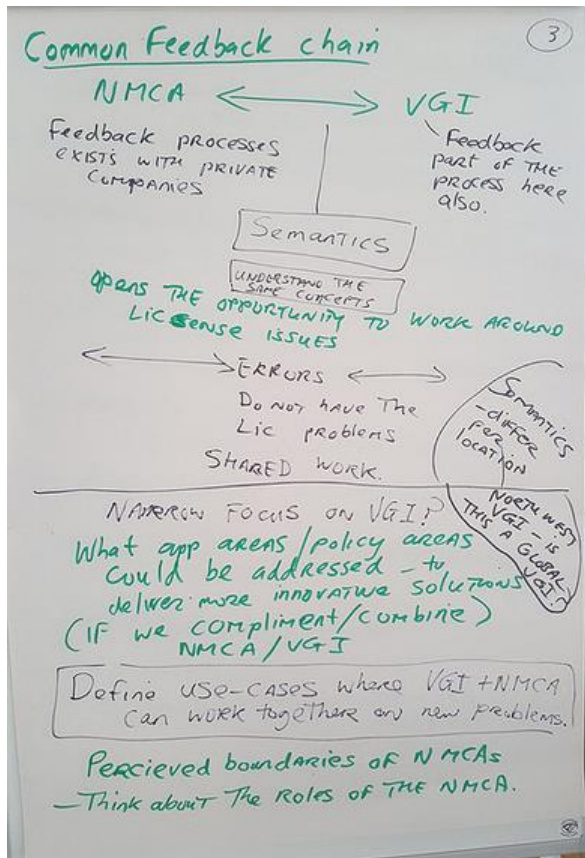 Common Feedback chain
3
NMCA
VGI
Feedback processes
exists with private
companies
Feedback
part of the
process here
also.
Semantics
UNDERSTAND THE
SAME CONCEPTS
opens THE OPPORTUNITY TO WORK AROUND
Licsense issues
ERRORS
Do not have the
Lic problems
SHARED WORK.
SEMANTICS
-differ
per
location
NARROW FOCUS ON VGI?
NORTH WEST
VGI - is
THIS A GLOBAL
VGI?
What app areas/policy areas
could be addressed - to
deliver more innovative solutions
(IF we compliment/combine)
NMCA/VGI
Define use-cases where VGI+NMCA
can work together on new problems.
Percieved boundaries of NMCAs
- Think about the roles of the NMCA.